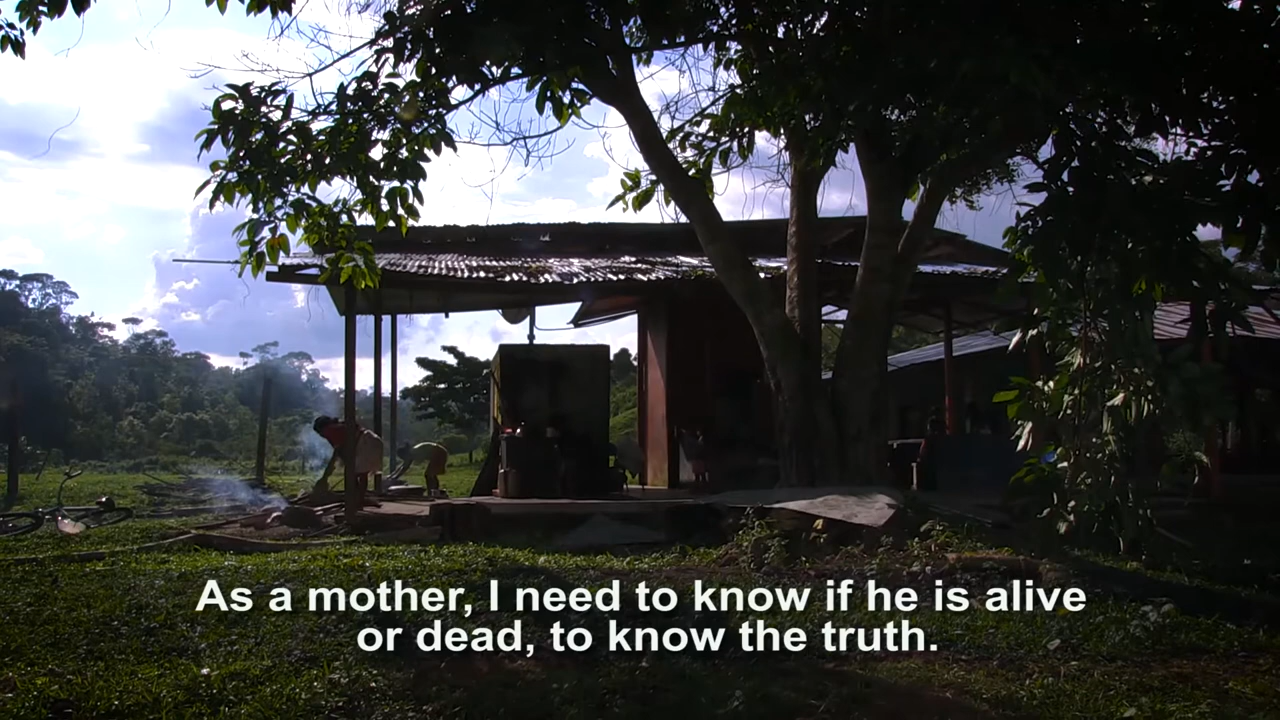 As a mother, I need to know if he is alive
or dead, to know the truth.